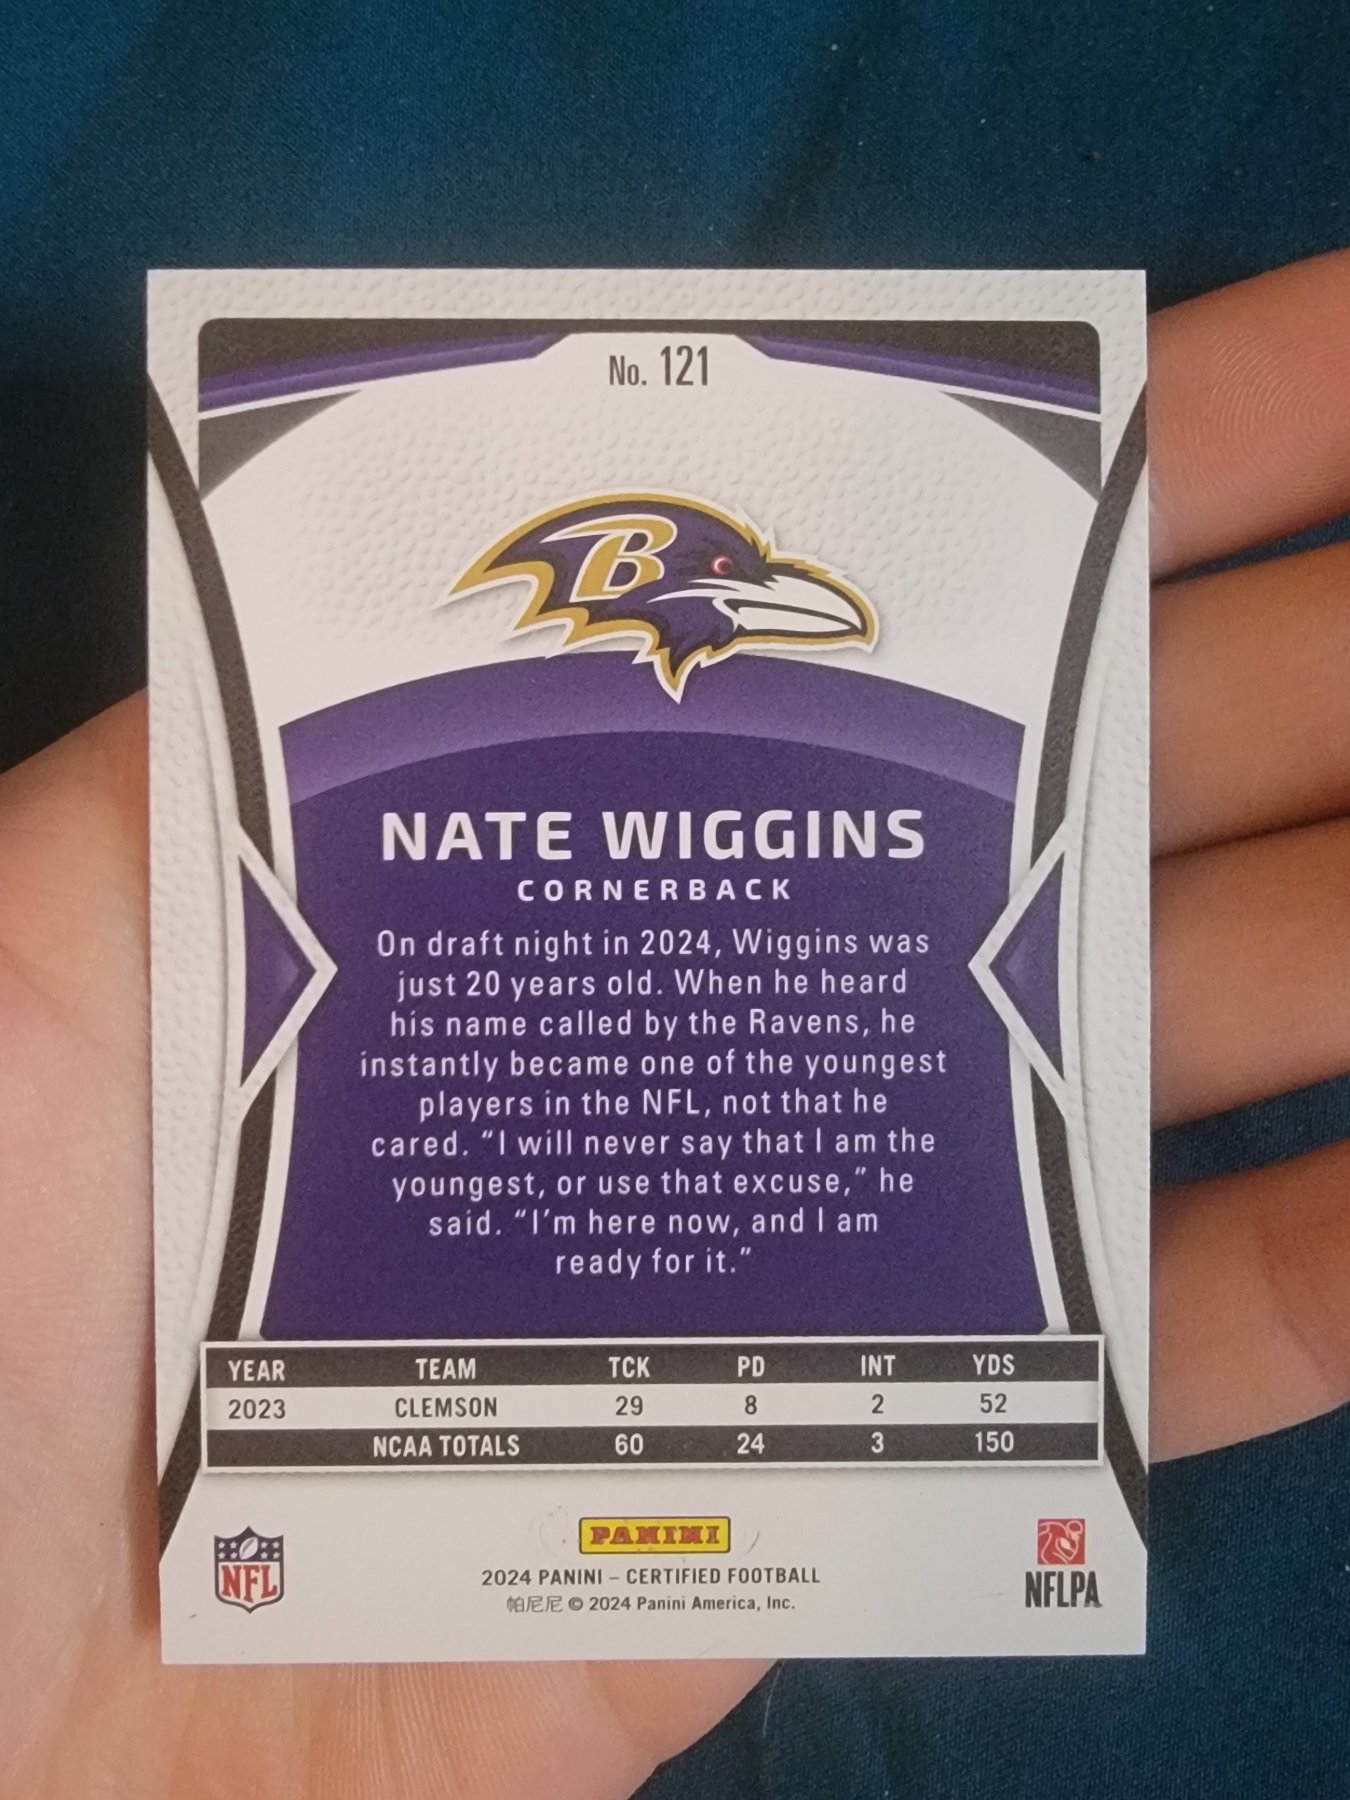 No. 121
B
NATE WIGGINS
CORNERBACK
On draft night in 2024, Wiggins was
just 20 years old. When he heard
his name called by the Ravens, he
instantly became one of the youngest
players in the NFL, not that he
cared. “I will never say that I am the
youngest, or use that excuse,” he
said. “I’m here now, and I am
ready for it.”
YEAR TEAM TCK PD INT YDS
2023 CLEMSON 29 8 2 52
NCAA TOTALS 60 24 3 150
PANINI
NFL
2024 PANINI – CERTIFIED FOOTBALL
帕尼尼 © 2024 Panini America, Inc.
NFLPA